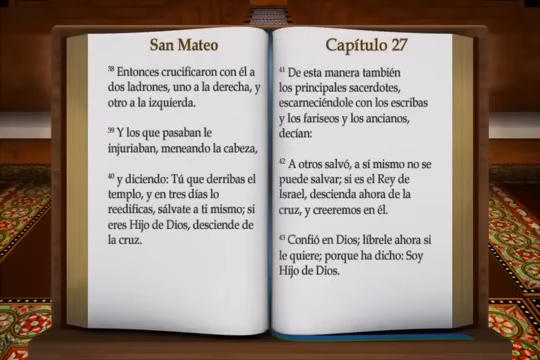 San Mateo
38 Entonces crucificaron con él a
dos ladrones, uno a la derecha, y
otro a la izquierda.
39 Y los que pasaban le
injuriaban, meneando la cabeza,
40 y diciendo: Tú que derribas el
templo, y en tres días lo
reedificas, sálvate a ti mismo; si
eres Hijo de Dios, desciende de
la cruz.
Capítulo 27
41 De esta manera también
los principales sacerdotes,
escarneciéndole con los escribas
y los fariseos y los ancianos,
decían:
42 A otros salvó, a sí mismo no se
puede salvar; si es el Rey de
Israel, descienda ahora de la
cruz, y creeremos en él.
43 Confió en Dios; líbrele ahora si
le quiere; porque ha dicho: Soy
Hijo de Dios.